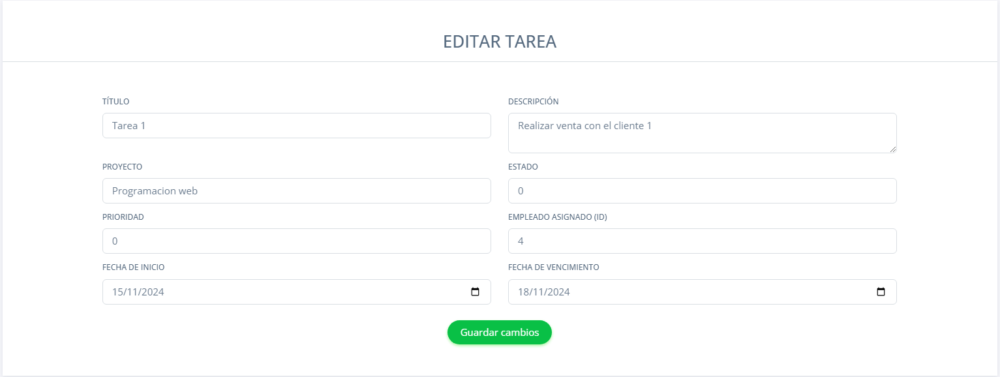 EDITAR TAREA
TÍTULO
DESCRIPCIÓN
Tarea 1
Realizar venta con el cliente 1
PROYECTO
ESTADO
Programacion web
0
PRIORIDAD
EMPLEADO ASIGNADO (ID)
0
4
FECHA DE INICIO
FECHA DE VENCIMIENTO
15/11/2024
18/11/2024
Guardar cambios